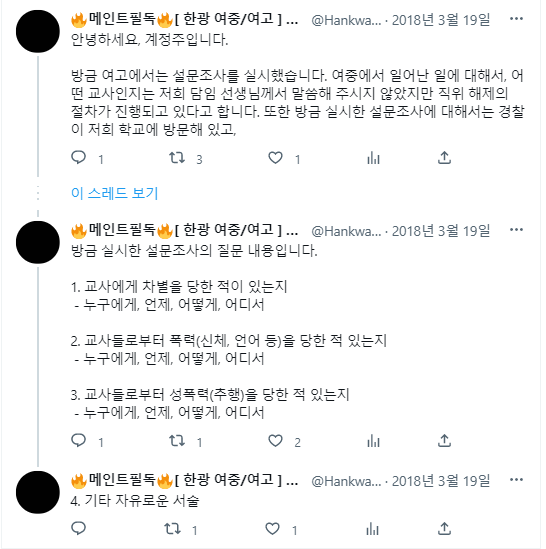 🔥메인트필독🔥[ 한광 여중/여고 ] ... @Hankwa... · 2018년 3월 19일 ...
안녕하세요, 계정주입니다.
방금 여고에서는 설문조사를 실시했습니다. 여중에서 일어난 일에 대해서, 어
떤 교사인지는 저희 담임 선생님께서 말씀해 주시지 않았지만 직위 해제의
절차가 진행되고 있다고 합니다. 또한 방금 실시한 설문조사에 대해서는 경찰
이 저희 학교에 방문해 있고,
1 3 1
이 스레드 보기
🔥메인트필독🔥[ 한광 여중/여고 ] ... @Hankwa... · 2018년 3월 19일 ...
방금 실시한 설문조사의 질문 내용입니다.
1. 교사에게 차별을 당한 적이 있는지
- 누구에게, 언제, 어떻게, 어디서
2. 교사들로부터 폭력(신체, 언어 등)을 당한 적 있는지
- 누구에게, 언제, 어떻게, 어디서
3. 교사들로부터 성폭력(추행)을 당한 적 있는지
- 누구에게, 언제, 어떻게, 어디서
1 1 2
🔥메인트필독🔥[ 한광 여중/여고 ] ... @Hankwa... · 2018년 3월 19일 ...
4. 기타 자유로운 서술
1 1